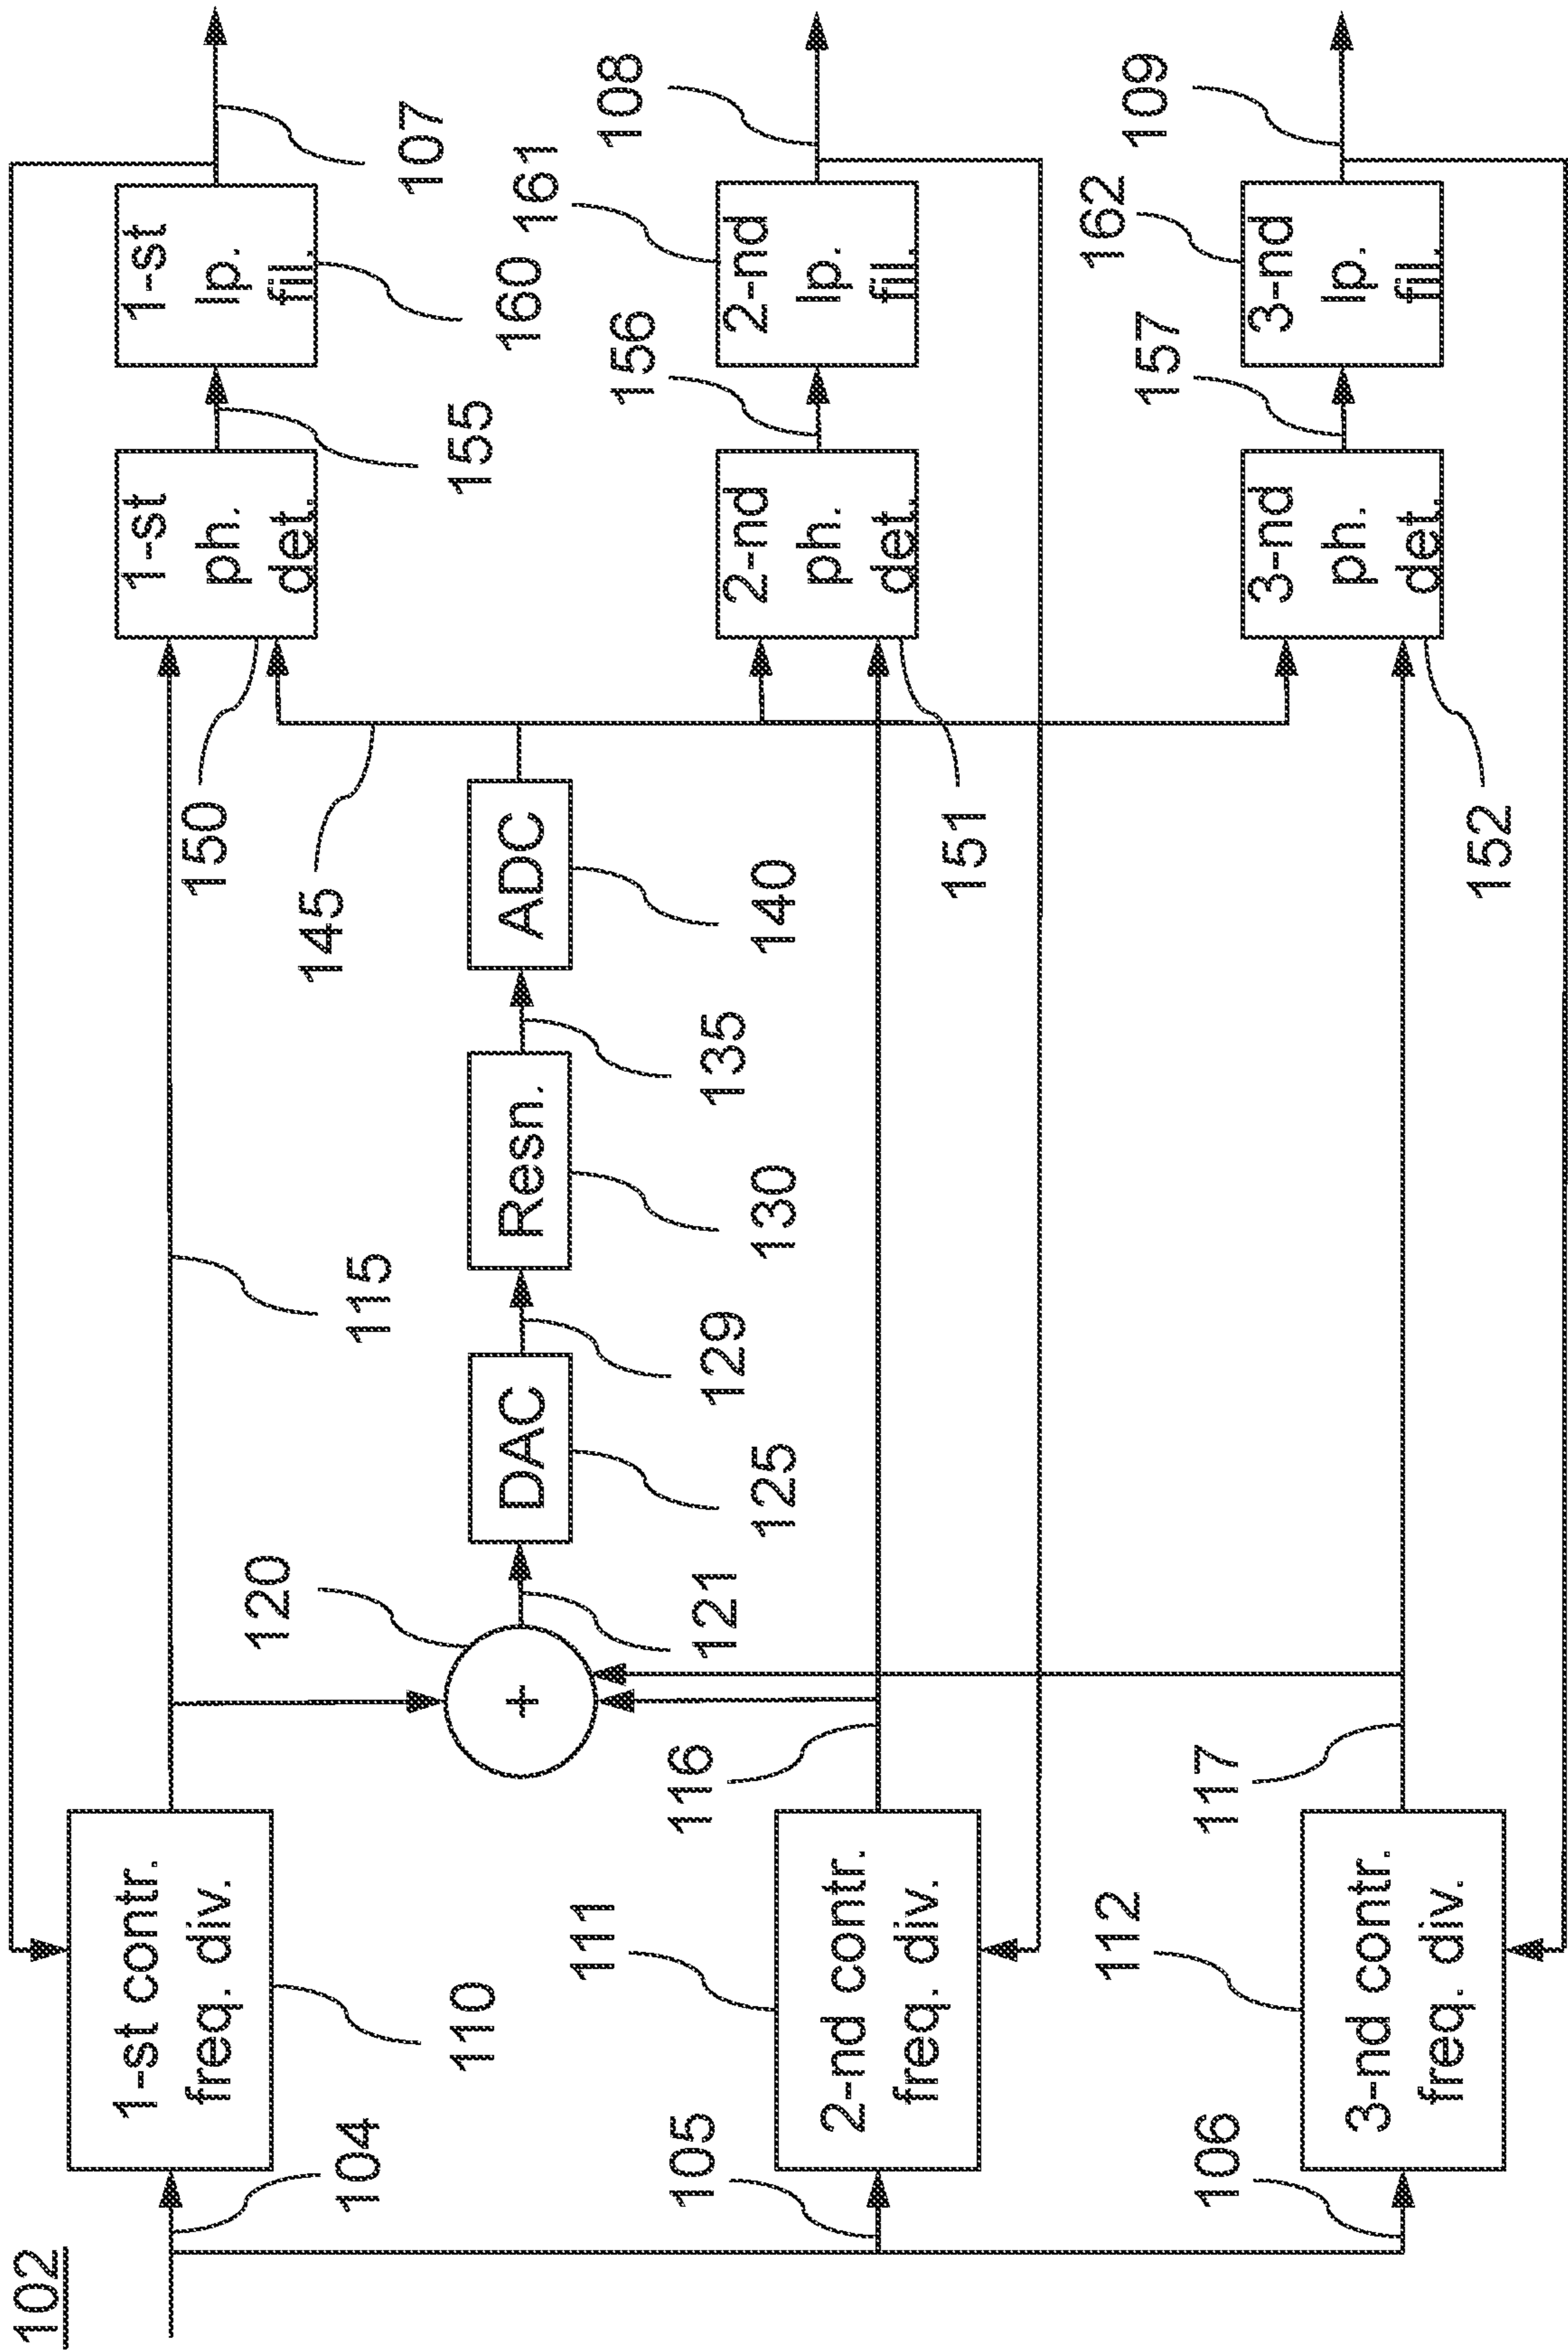 102
104
1-st contr.
freq. div.
110
115
1-st
ph.
det.
150
155
1-st
lp.
fil.
160
107
120
+
121
DAC
125
129
Resn.
130
135
ADC
140
145
105
2-nd contr.
freq. div.
111
116
2-nd
ph.
det.
151
156
2-nd
lp.
fil.
161
108
106
3-nd contr.
freq. div.
112
117
3-nd
ph.
det.
152
157
3-nd
lp.
fil.
162
109